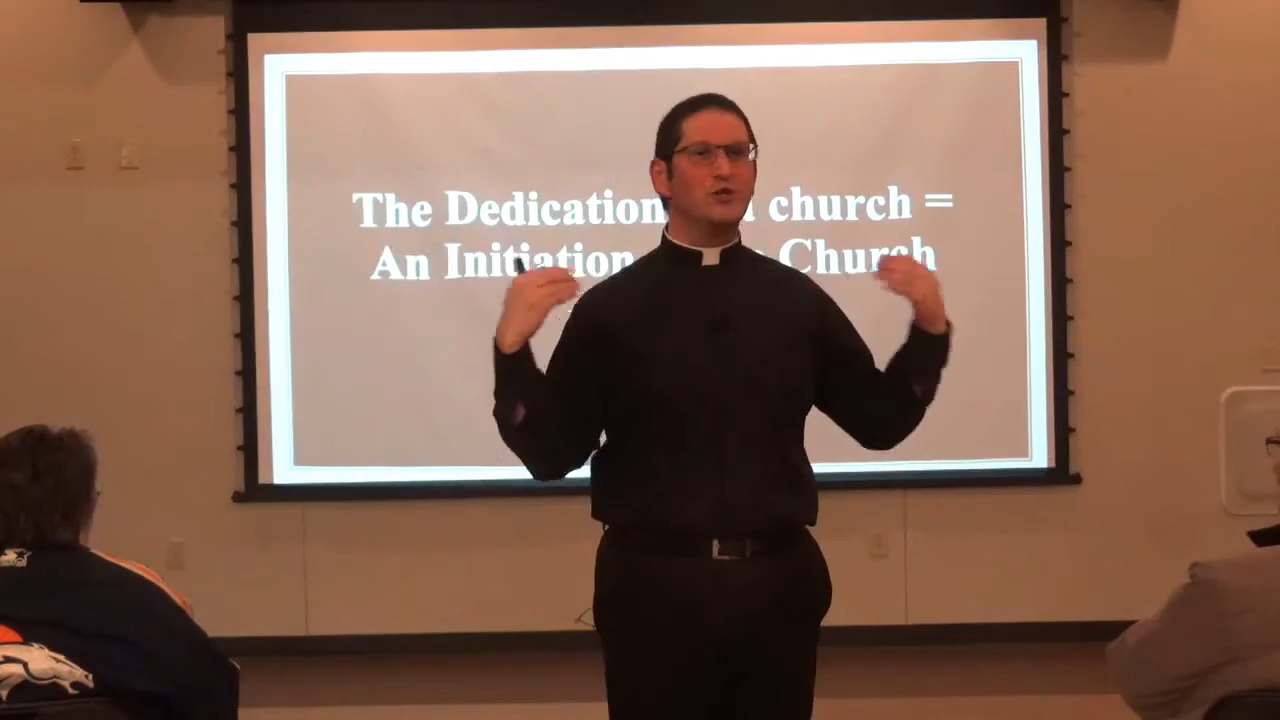 The Dedication church =
An Initiation Church